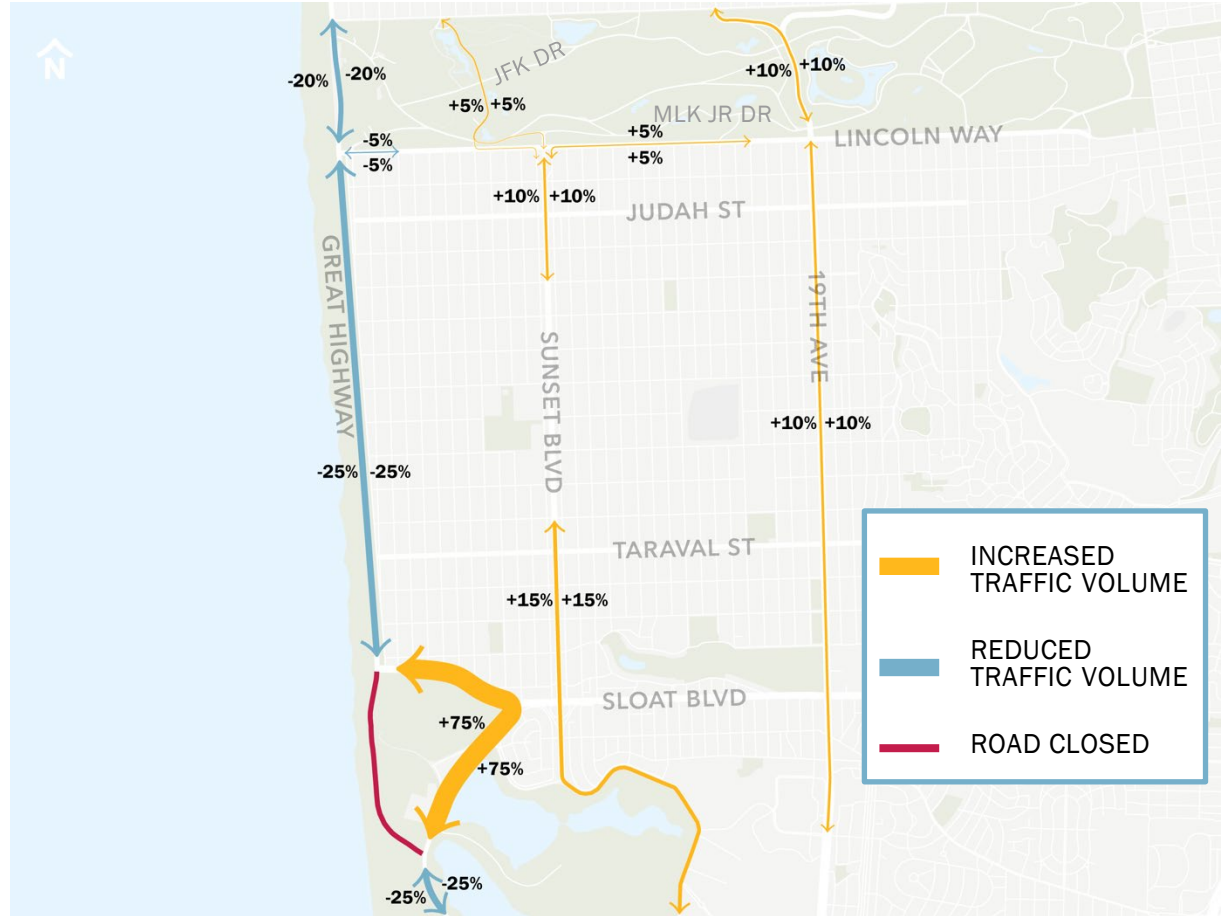 N
JFK DR
-20%
-20%
+10%
+10%
+5%
+5%
MLK JR DR
+5%
+5%
LINCOLN WAY
-5%
-5%
+10%
+10%
JUDAH ST
GREAT HIGHWAY
19TH AVE
SUNSET BLVD
+10%
+10%
-25%
-25%
TARAVAL ST
+15%
+15%
SLOAT BLVD
+75%
+75%
-25%
-25%
INCREASED
TRAFFIC VOLUME
REDUCED
TRAFFIC VOLUME
ROAD CLOSED